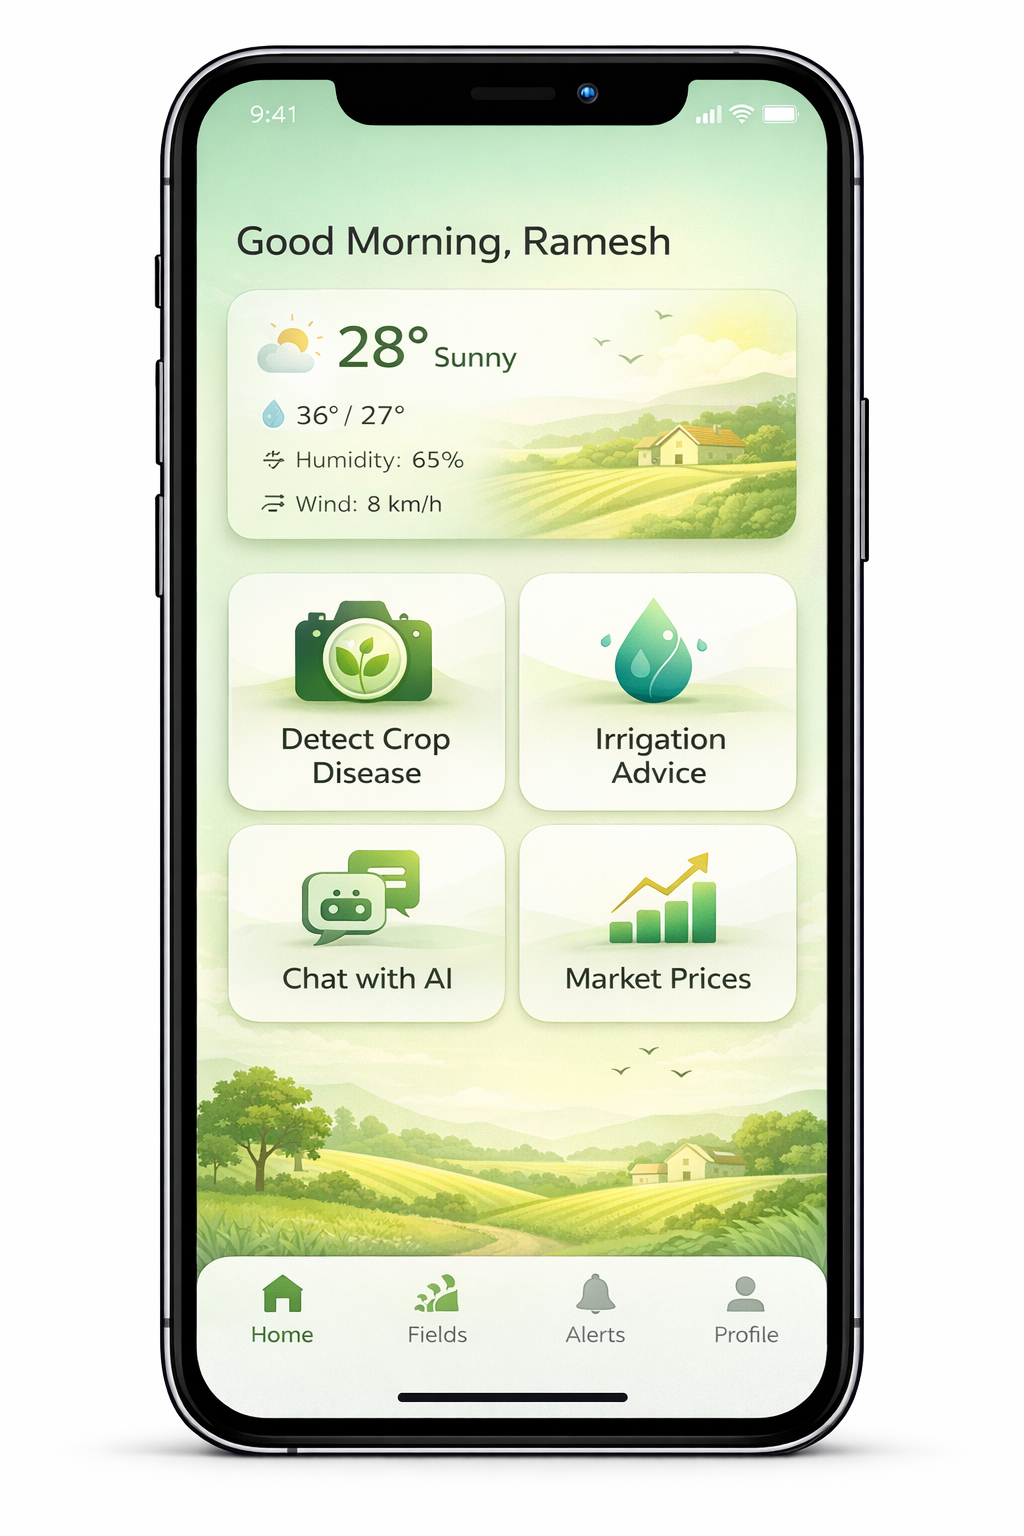 9:41
Good Morning, Ramesh
28° Sunny
36° / 27°
Humidity: 65%
Wind: 8 km/h
Detect Crop
Disease
Irrigation
Advice
Chat with AI
Market Prices
Home
Fields
Alerts
Profile